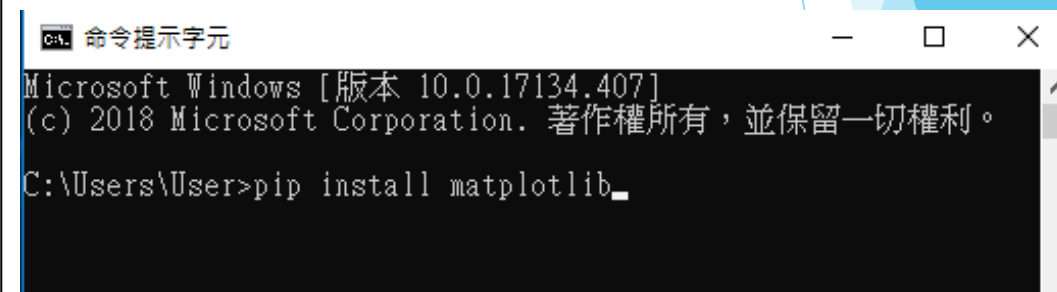 命令提示字元
Microsoft Windows [版本 10.0.17134.407]
(c) 2018 Microsoft Corporation. 著作權所有，並保留一切權利。
C:\Users\User>pip install matplotlib